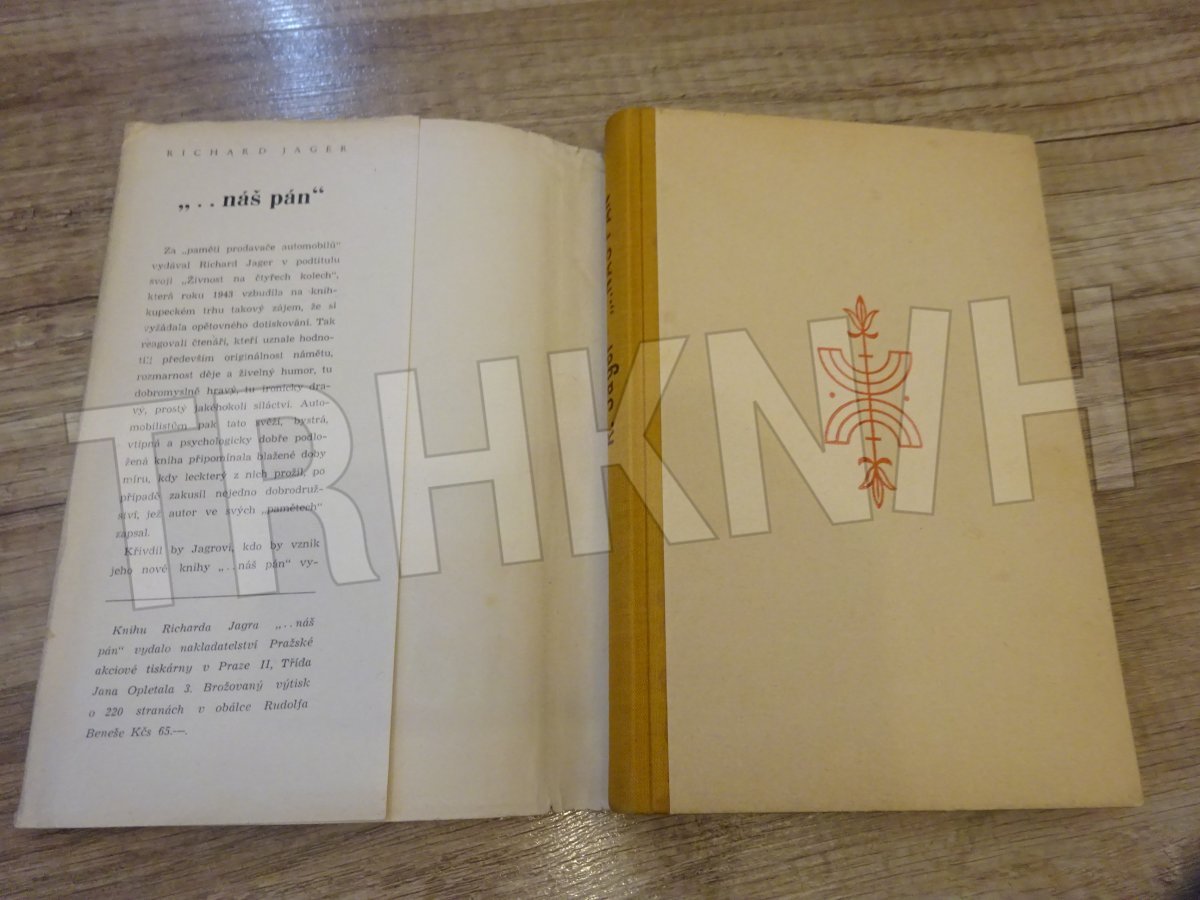 RICHARD JAGER
„. . náš pán“
Za „paměti prodavače automobilů“
vydával Richard Jager v podtitulu
svoji „Živnost na čtyřech kolech“,
která roku 1943 vzbudila na knih-
kupeckém trhu takový zájem, že si
vyžádala opětovného dotiskování. Tak
reagovali čtenáři, kteří uznale hodno-
tili především originálnost námětu,
rozmarnost děje a živelný humor, tu
dobromyslně hravý, tu ironicky dra-
vý, prostý jakéhokoli siláctví. Auto-
mobilistům pak tato svěží, bystrá,
vtipná a psychologicky dobře podlo-
žená kniha připomínala blažené doby
míru, kdy leckterý z nich prožil, po
případě zakusil nejedno dobrodruž-
ství, jež autor ve svých „pamětech“
zapsal.
Křivdil by Jagrovi, kdo by vznik
jeho nové knihy „. . náš pán“ vy-
Knihu Richarda Jagra „. . náš
pán“ vydalo nakladatelství Pražské
akciové tiskárny v Praze II, Třída
Jana Opletala 3. Brožovaný výtisk
o 220 stranách v obálce Rudolfa
Beneše Kčs 65.—.
TRHKNIH